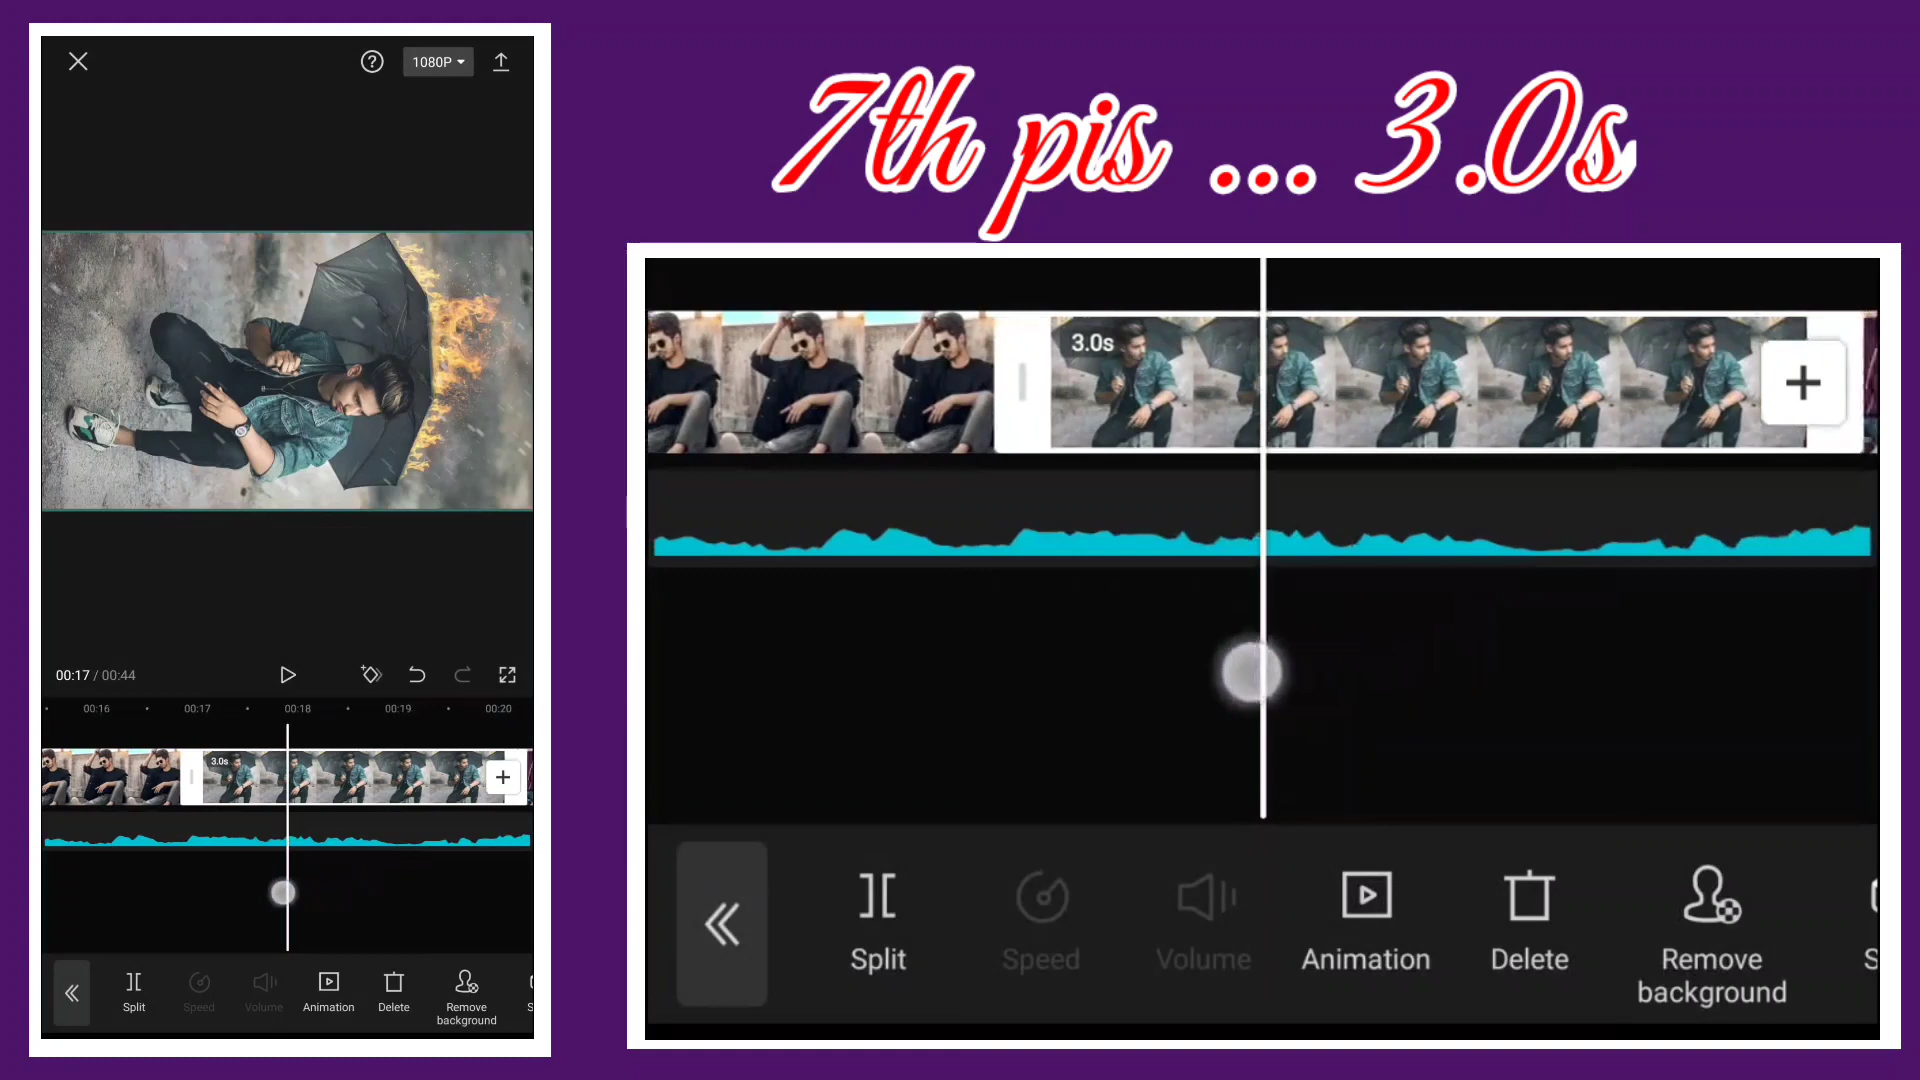 1080P
7th pis ... 3.0s
00:17 / 00:44
00:16 00:17 00:18 00:19 00:20
3.0s
Split Speed Volume Animation Delete Remove background S
3.0s
Split Speed Volume Animation Delete Remove background S